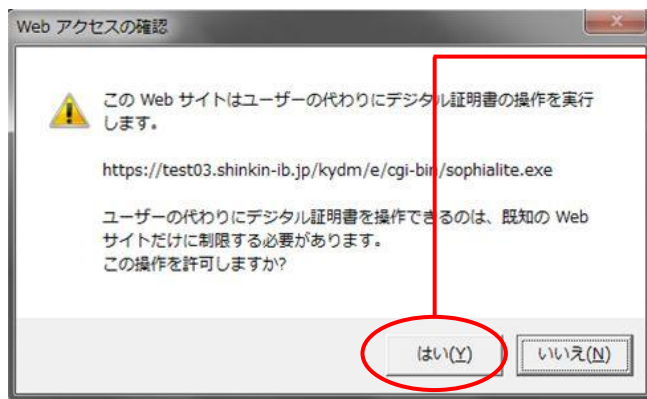 Web アクセスの確認
この Web サイトはユーザーの代わりにデジタル証明書の操作を実行
します。
https://test03.shinkin-ib.jp/kydm/e/cgi-bin/sophialite.exe
ユーザーの代わりにデジタル証明書を操作できるのは、既知の Web
サイトだけに制限する必要があります。
この操作を許可しますか?
はい(Y)
いいえ(N)